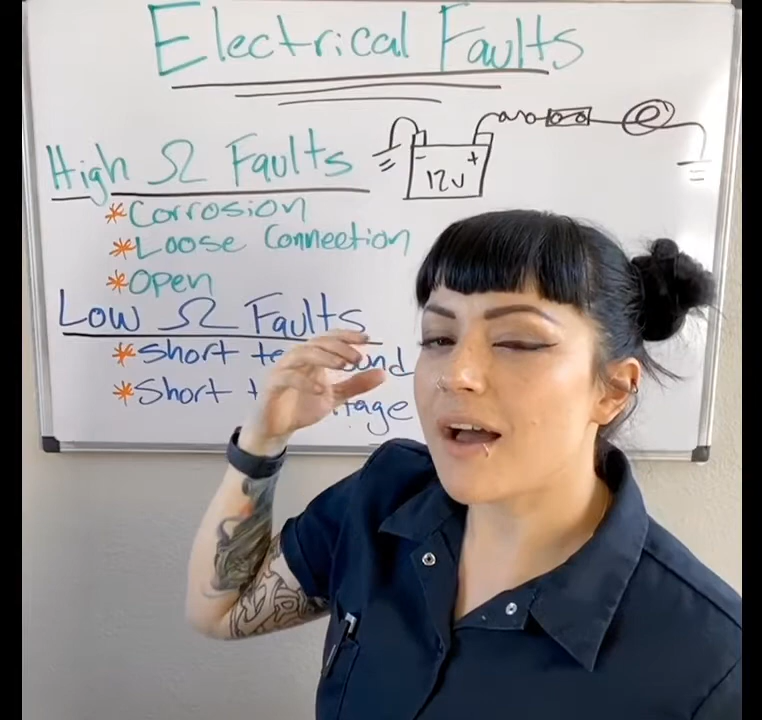 Electrical Faults
High Ω Faults
*Corrosion
*Loose Connection
*Open
- +
12v
Low Ω Faults
*Short
*Short